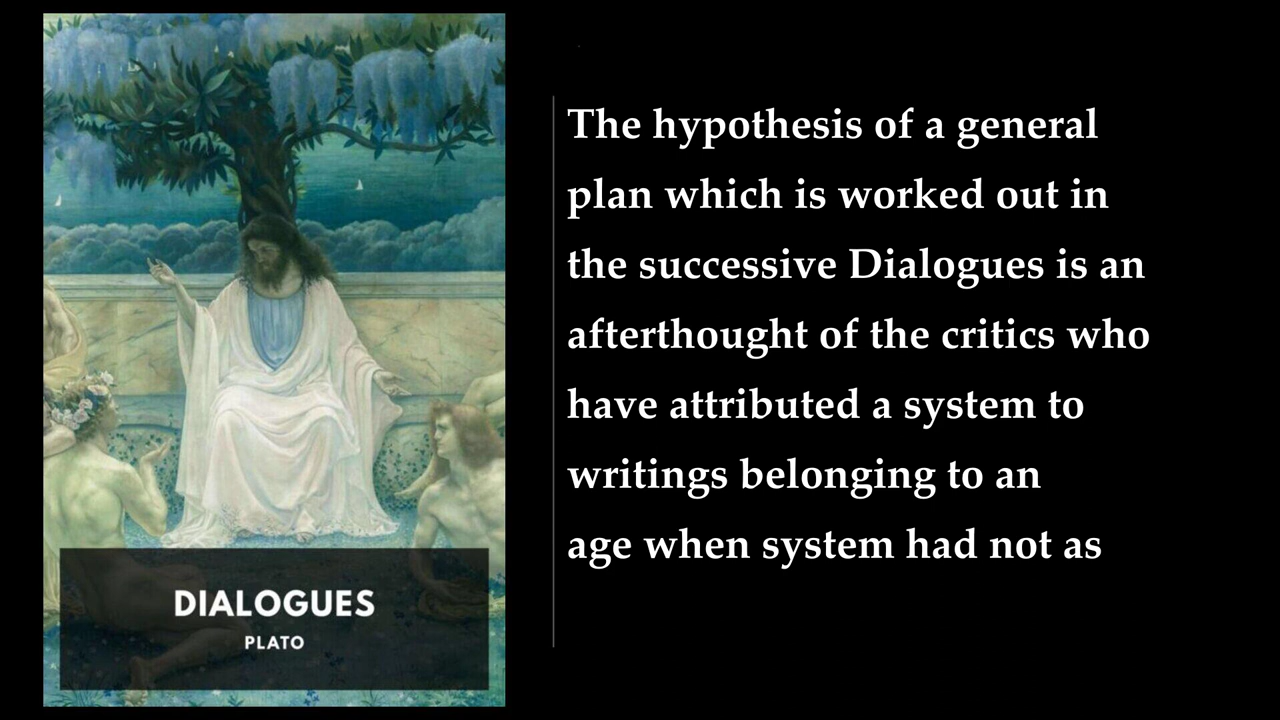 DIALOGUES
PLATO
The hypothesis of a general
plan which is worked out in
the successive Dialogues is an
afterthought of the critics who
have attributed a system to
writings belonging to an
age when system had not as